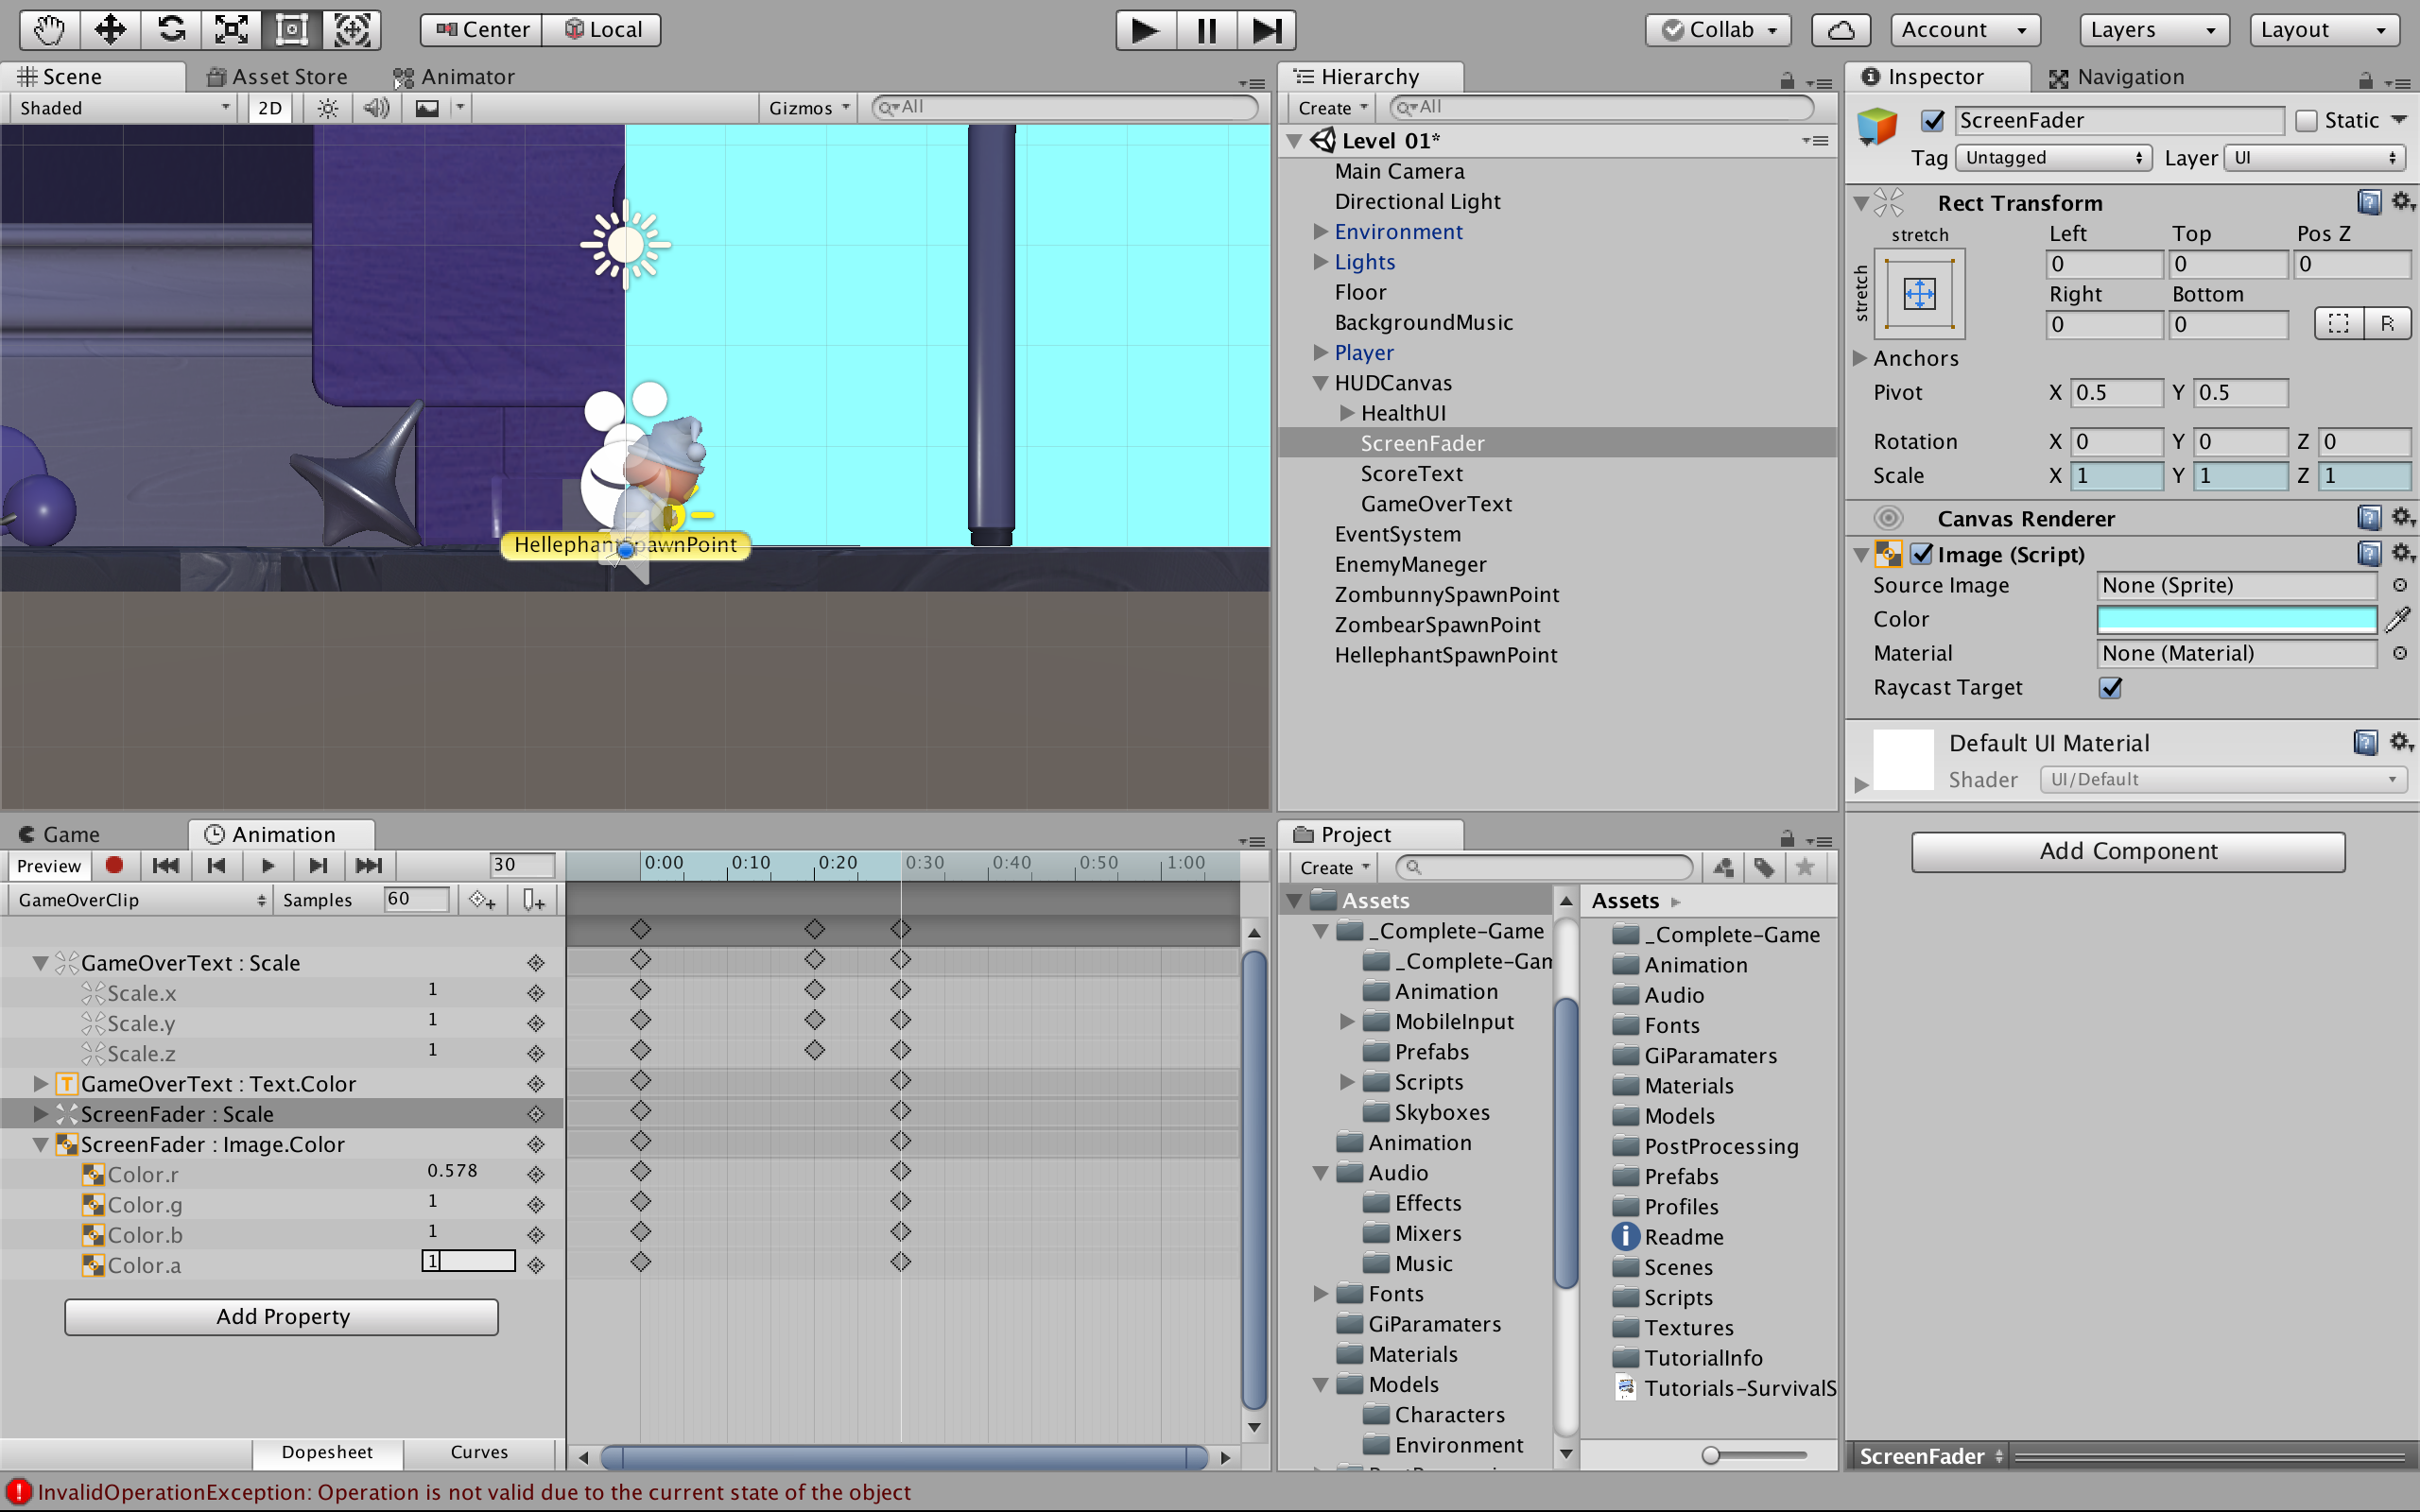 Center Local Collab Account Layers Layout
Scene Asset Store Animator
Shaded 2D Gizmos All
HellephantSpawnPoint
Hierarchy
Create All
Level 01*
Main Camera
Directional Light
Environment
Lights
Floor
BackgroundMusic
Player
HUDCanvas
HealthUI
ScreenFader
ScoreText
GameOverText
EventSystem
EnemyManeger
ZombunnySpawnPoint
ZombearSpawnPoint
HellephantSpawnPoint
Inspector Navigation
ScreenFader Static
Tag Untagged Layer UI
Rect Transform
stretch Left Top Pos Z
stretch
0 0 0
Right Bottom
0 0 R
Anchors
Pivot X 0.5 Y 0.5
Rotation X 0 Y 0 Z 0
Scale X 1 Y 1 Z 1
Canvas Renderer
Image (Script)
Source Image None (Sprite)
Color
Material None (Material)
Raycast Target
Default UI Material
Shader UI/Default
Add Component
ScreenFader
Game Animation
Preview 30 0:00 0:10 0:20 0:30 0:40 0:50 1:00
GameOverClip Samples 60
GameOverText : Scale
Scale.x 1
Scale.y 1
Scale.z 1
GameOverText : Text.Color
ScreenFader : Scale
ScreenFader : Image.Color
Color.r 0.578
Color.g 1
Color.b 1
Color.a 1
Add Property
Dopesheet Curves
Project
Create
Assets
_Complete-Game
_Complete-Gam
Animation
MobileInput
Prefabs
Scripts
Skyboxes
Animation
Audio
Effects
Mixers
Music
Fonts
GiParamaters
Materials
Models
Characters
Environment
Assets
_Complete-Game
Animation
Audio
Fonts
GiParamaters
Materials
Models
PostProcessing
Prefabs
Profiles
Readme
Scenes
Scripts
Textures
TutorialInfo
Tutorials-SurvivalS
InvalidOperationException: Operation is not valid due to the current state of the object